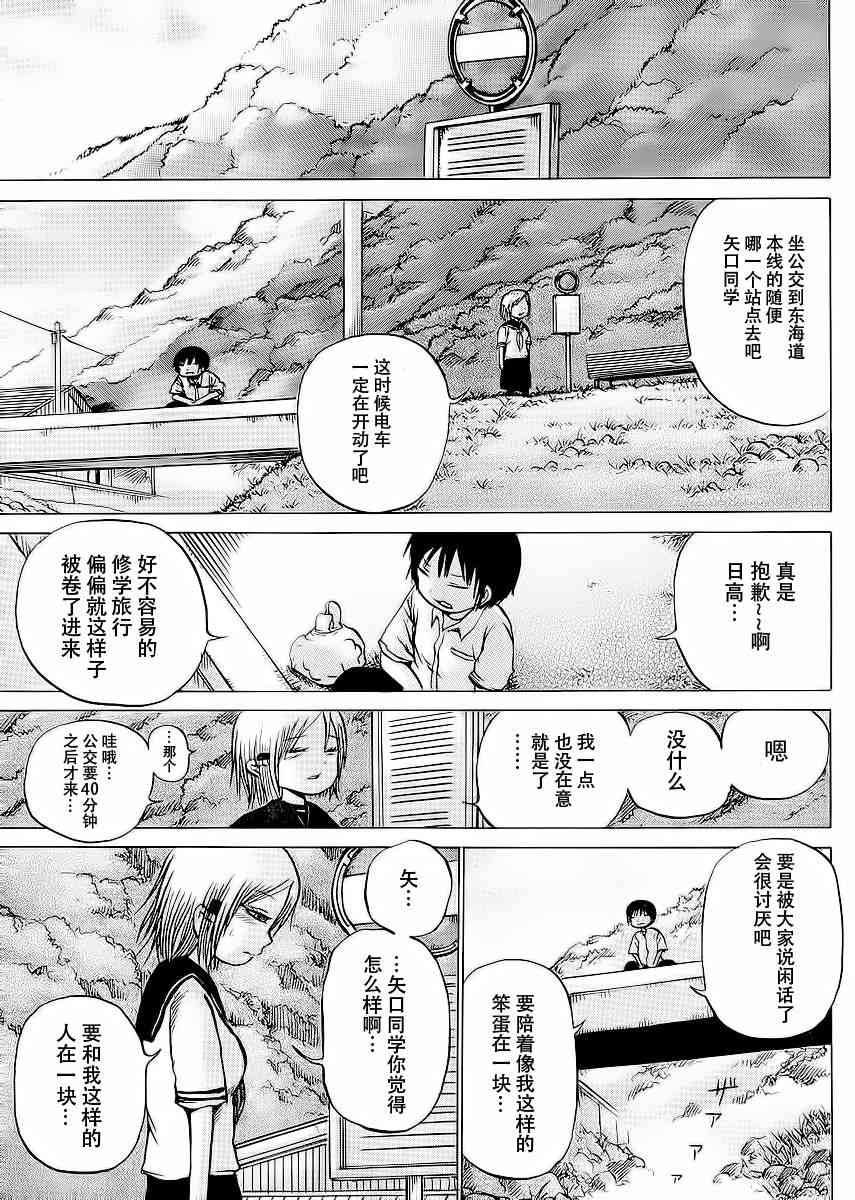 坐公交到东海道
本线的随便
哪一个站点去吧
矢口同学
这时候电车
一定在开动了吧
真是
抱歉~~啊
日高…
好不容易的
修学旅行
偏偏就这样子
被卷了进来
嗯
没什么
我一点
也没在意
就是了
……
…那个
哇哦…
公交要40分钟
之后才来…
要是被大家说闲话了
会很讨厌吧
要陪着像我这样的
笨蛋在一块…
ザァァァ
矢…
…矢口同学你觉得
怎么样啊…
要和我这样的
人在一块…